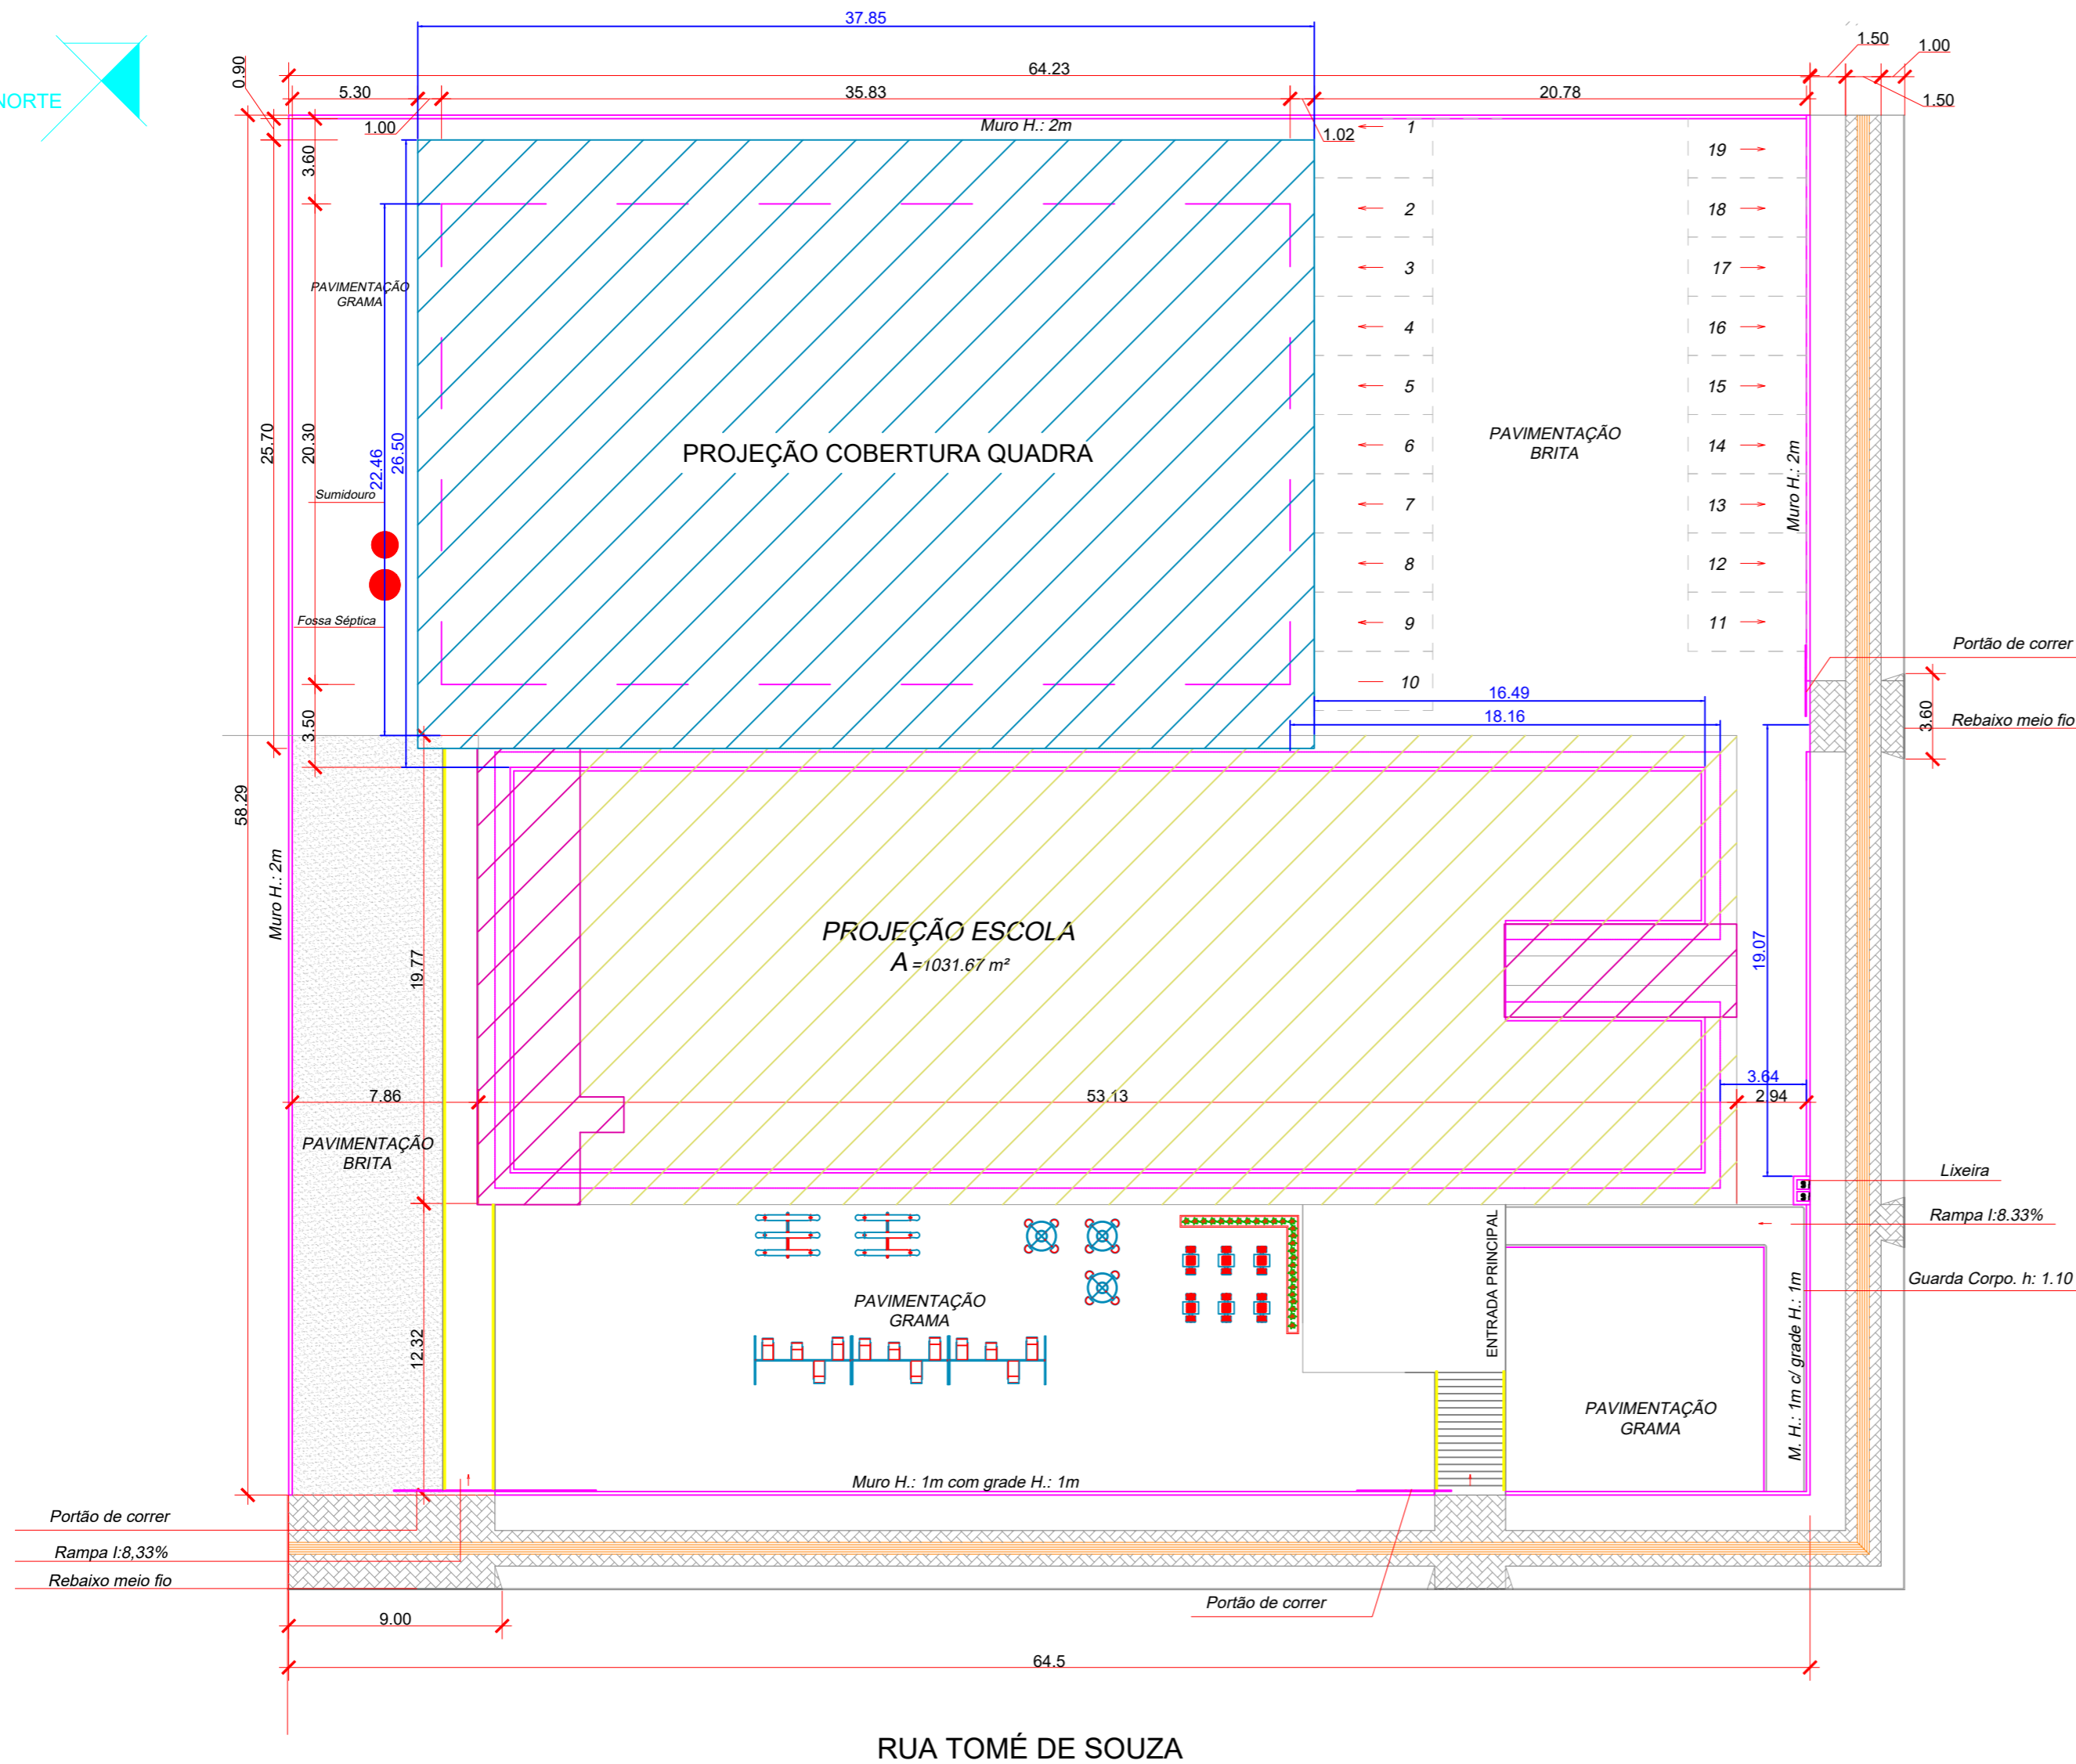 37.85
1.50
1.00
64.23
0.90
NORTE
5.30
35.83
20.78
1.50
1.00
Muro H.: 2m
1.02
1
19
3.60
2
18
PAVIMENTAÇÃO
GRAMA
3
17
4
16
5
15
25.70
20.30
22.46
26.50
PROJEÇÃO COBERTURA QUADRA
6
PAVIMENTAÇÃO
BRITA
14
Muro H.: 2m
Sumidouro
7
13
8
12
Fossa Séptica
9
11
Portão de correr
10
16.49
3.60
Rebaixo meio fio
3.50
18.16
58.29
Muro H.: 2m
PROJEÇÃO ESCOLA
A =1031.67 m²
19.77
19.07
3.64
7.86
53.13
2.94
PAVIMENTAÇÃO
BRITA
Lixeira
Rampa I:8.33%
ENTRADA PRINCIPAL
Guarda Corpo. h: 1.10
PAVIMENTAÇÃO
GRAMA
12.32
M. H.: 1m c/ grade H.: 1m
PAVIMENTAÇÃO
GRAMA
Muro H.: 1m com grade H.: 1m
Portão de correr
Rampa I:8,33%
Rebaixo meio fio
Portão de correr
9.00
64.5
RUA TOMÉ DE SOUZA